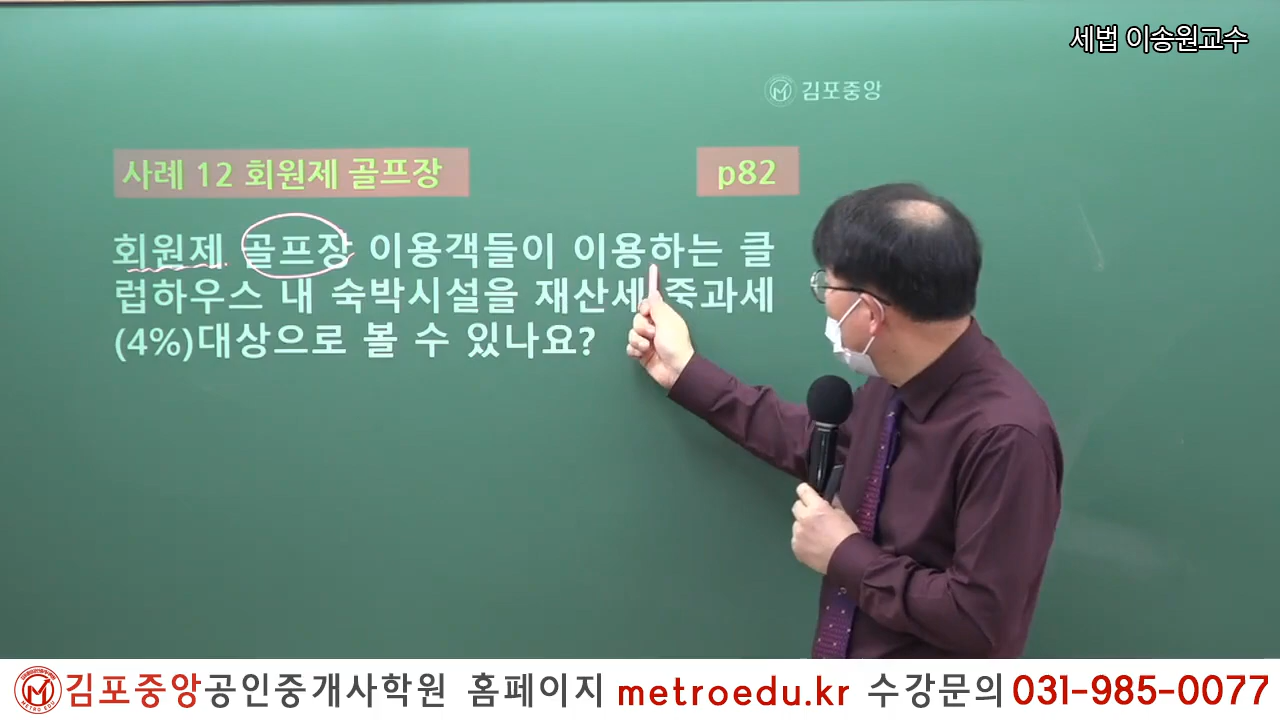 세법 이송원교수
김포중앙
사례 12 회원제 골프장
p82
회원제 골프장 이용객들이 이용하는 클
럽하우스 내 숙박시설을 재산세 중과세
(4%)대상으로 볼 수 있나요?
김포중앙공인중개사학원 홈페이지 metroedu.kr 수강문의 031-985-0077